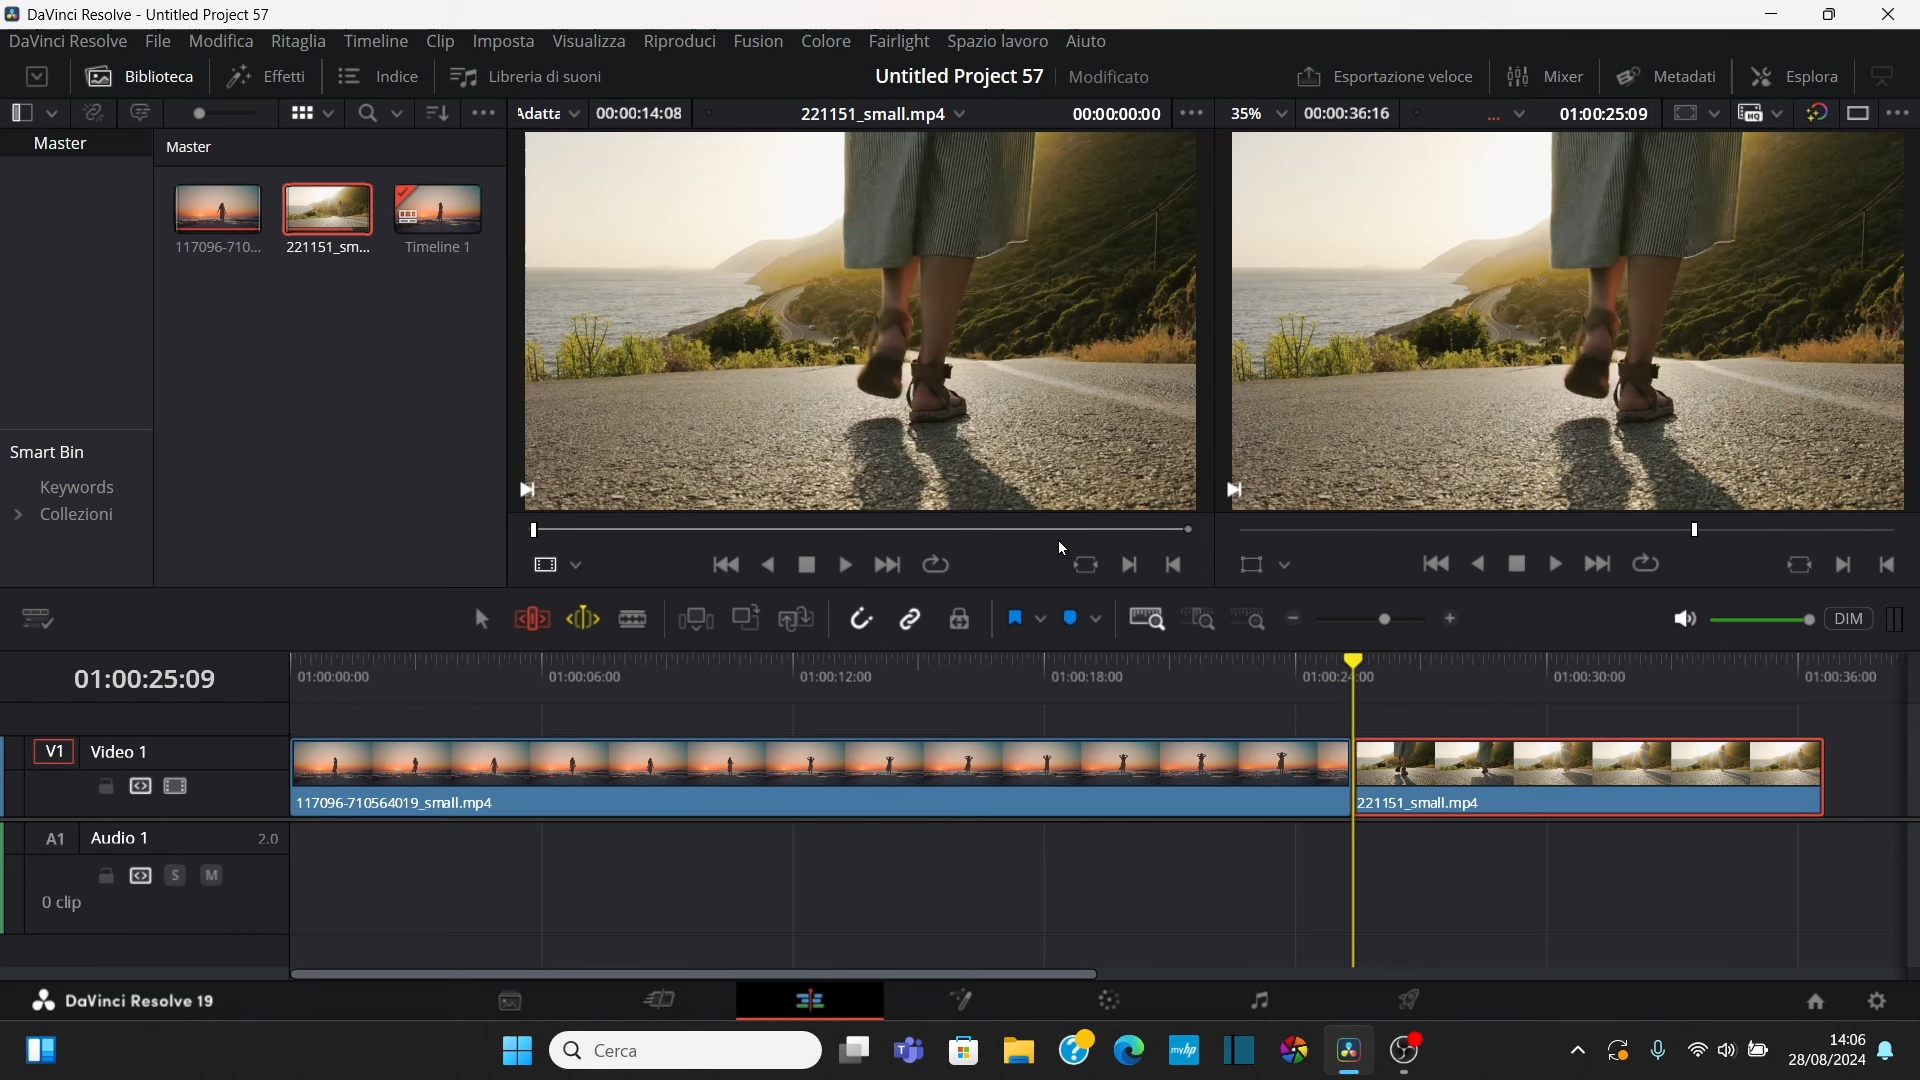 DaVinci Resolve - Untitled Project 57
DaVinci Resolve File Modifica Ritaglia Timeline Clip Imposta Visualizza Riproduci Fusion Colore Fairlight Spazio lavoro Aiuto
Biblioteca Effetti Indice Libreria di suoni Untitled Project 57 Modificato Esportazione veloce Mixer Metadati Esplora
Adatta 00:00:14:08 221151_small.mp4 00:00:00:00 35% 00:00:36:16 ... 01:00:25:09
Master Master
117096-710... 221151_sm... Timeline 1
Smart Bin
Keywords
Collezioni
DIM
01:00:25:09
01:00:00:00 01:00:06:00 01:00:12:00 01:00:18:00 01:00:24:00 01:00:30:00 01:00:36:00
V1 Video 1
117096-710564019_small.mp4 221151_small.mp4
A1 Audio 1 2.0
S M
0 clip
DaVinci Resolve 19
Cerca
myhp
14:06
28/08/2024